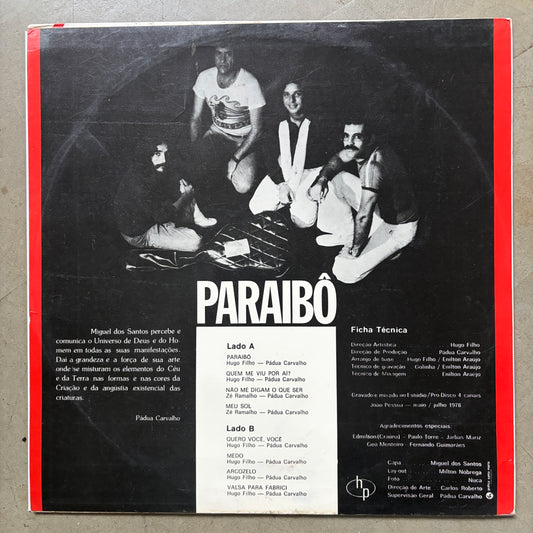 PARAIBÔ
Miguel dos Santos percebe e
comunica o Universo de Deus e do Ho-
mem em todas as suas manifestações.
Daí a grandeza e a força de sua arte
onde se misturam os elementos do Céu
e da Terra nas formas e nas cores da
Criação e da angústia existencial das
criaturas.
Pádua Carvalho
Lado A
PARAIBÔ
Hugo Filho — Pádua Carvalho
QUEM ME VIU POR AÍ?
Hugo Filho — Pádua Carvalho
NÃO ME DIGAM O QUE SER
Zé Ramalho — Pádua Carvalho
MEU SOL
Zé Ramalho — Pádua Carvalho
Lado B
QUERO VOCÊ, VOCÊ
Hugo Filho — Pádua Carvalho
MEDO
Hugo Filho — Pádua Carvalho
ARCOZELO
Hugo Filho — Pádua Carvalho
VALSA PARA FABRICI
Hugo Filho — Pádua Carvalho
Ficha Técnica
Direção Artística Hugo Filho
Direção de Produção Pádua Carvalho
Arranjo de base Hugo Filho / Enilton Araújo
Técnico de gravação Golinha / Enilton Araújo
Técnico de Mixagem Enilton Araújo
Gravado e mixado no Estúdio / Pro-Disco 4 canais
João Pessoa — maio / julho 1978
Agradecimentos especiais:
Edmilson — Paulo Torre — Jarbas Mariz
Geo Monteiro — Fernando Guimarães
Capa Miguel dos Santos
Lay-out Milton Nóbrega
Foto Nuca
Direção de Arte Carlos Roberto
Supervisão Geral Pádua Carvalho
hp